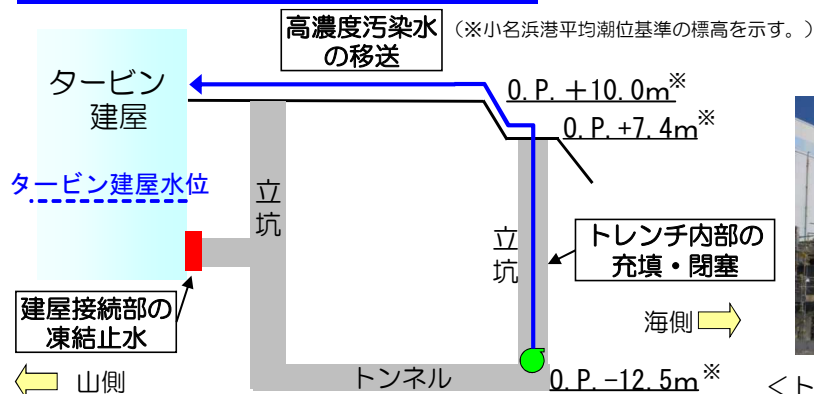 高濃度汚染水
の移送
（※小名浜港平均潮位基準の標高を示す。）
タービン
建屋
O.P.＋10.0m※
O.P.+7.4m※
タービン建屋水位
立坑
立坑
トレンチ内部の
充填・閉塞
建屋接続部の
凍結止水
海側
山側
トンネル
O.P.-12.5m※
＜ト